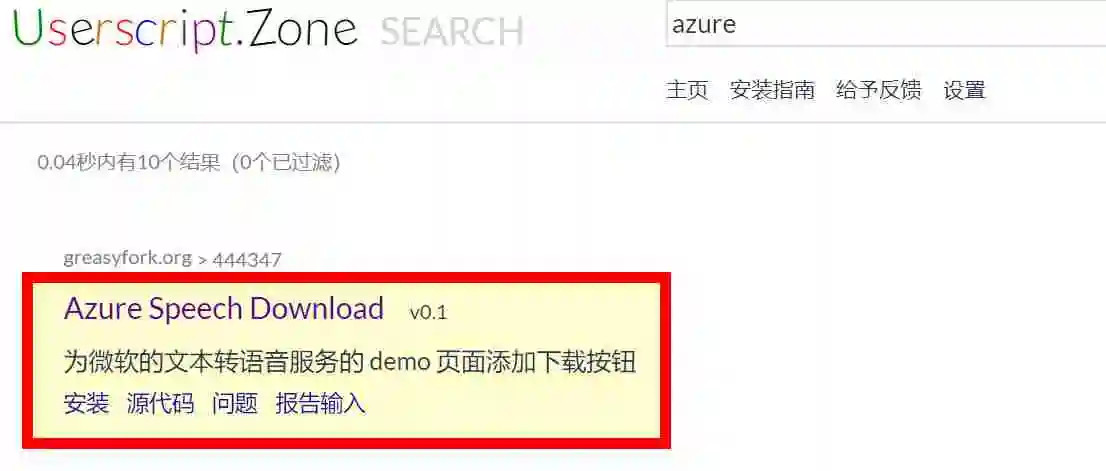 Userscript.Zone SEARCH azure
主页 安装指南 给予反馈 设置
0.04秒内有10个结果（0个已过滤）
greasyfork.org > 444347
Azure Speech Download v0.1
为微软的文本转语音服务的 demo 页面添加下载按钮
安装 源代码 问题 报告输入